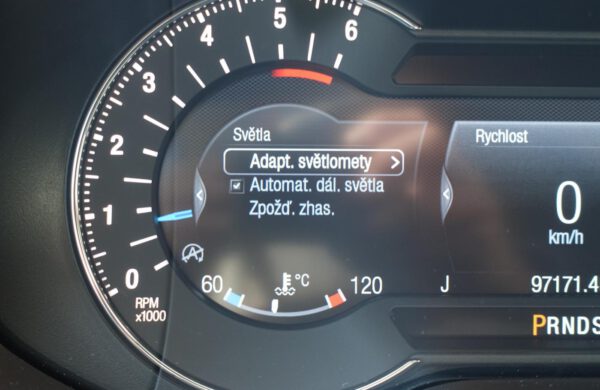 5
4
6
3
2
1
0
RPM
x1000
Světla
Adapt. světlomety >
Automat. dál. světla
Zpožď. zhas.
A
60
°C
120
Rychlost
0
km/h
J
97171.4
PRNDS